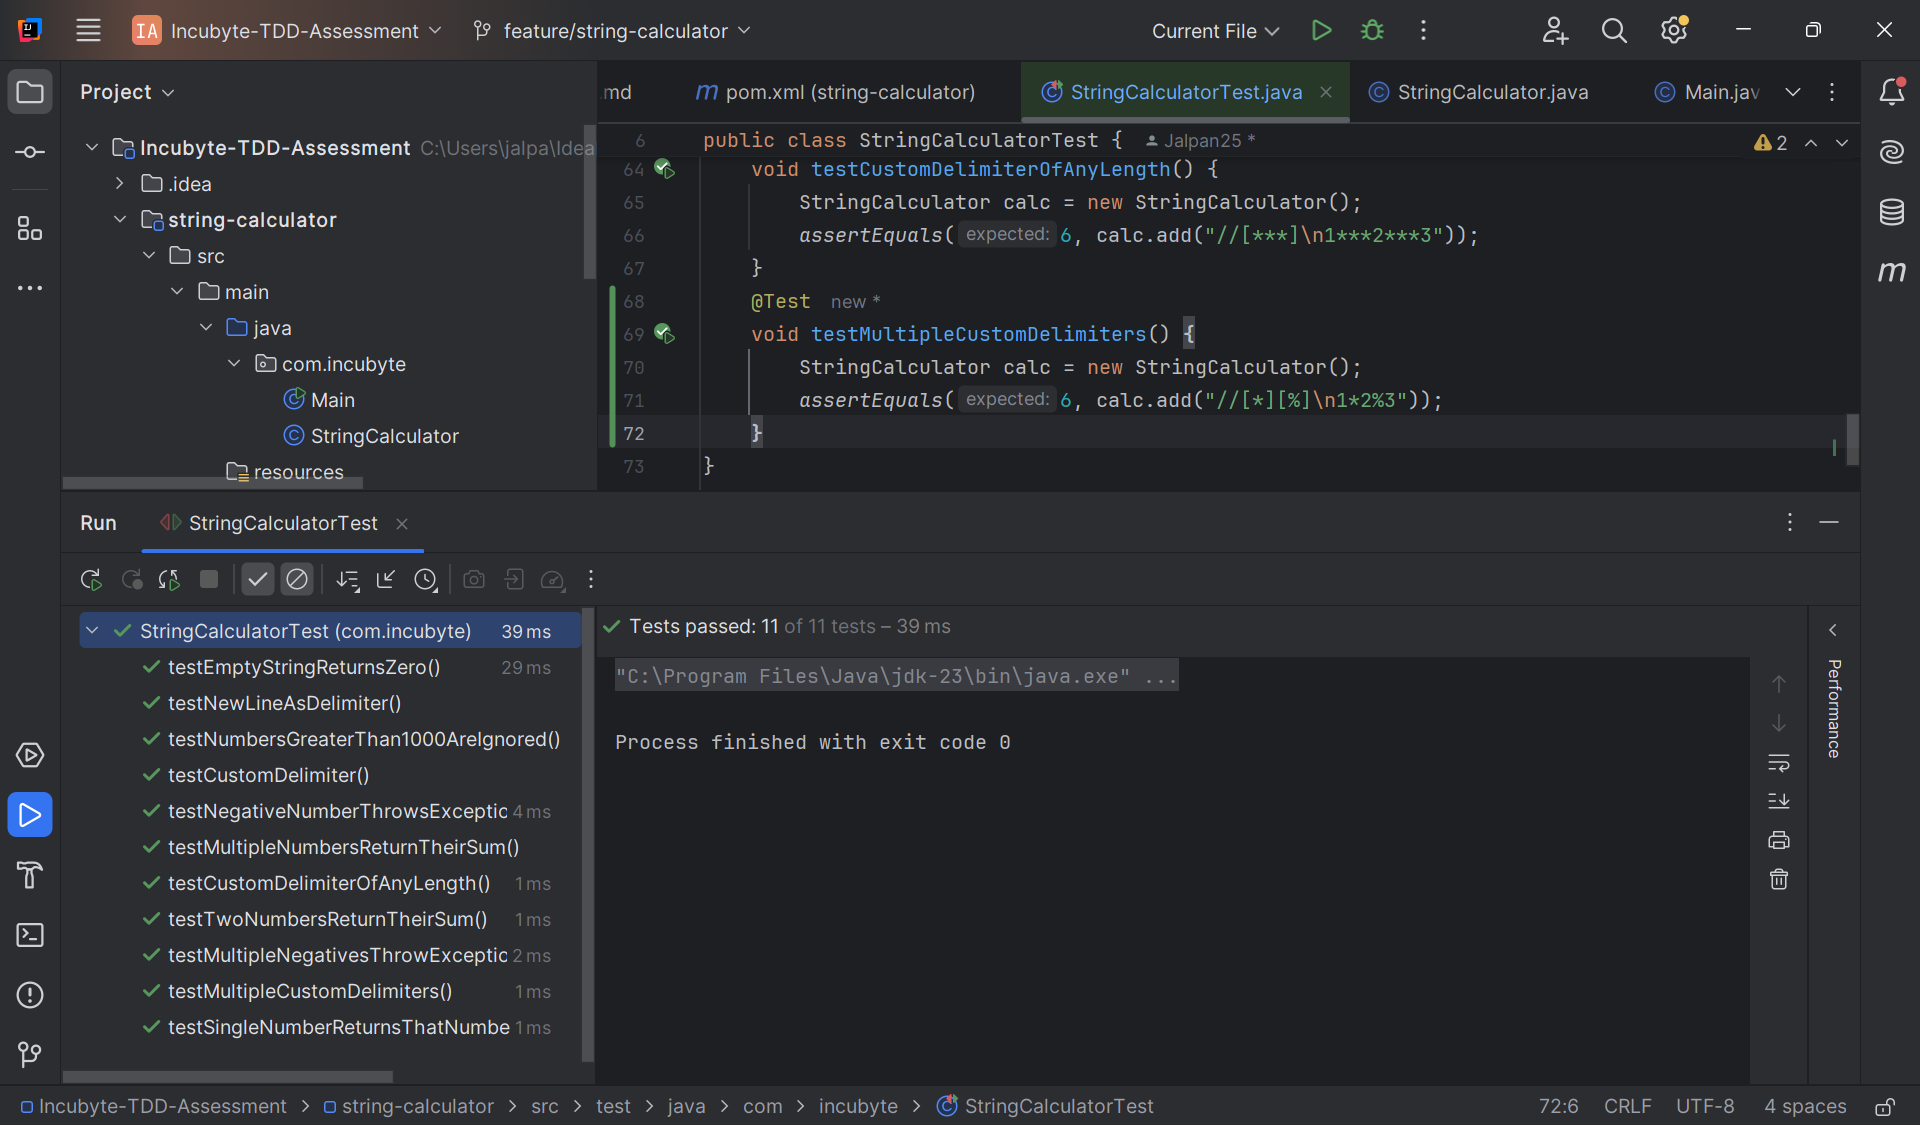 IA Incubyte-TDD-Assessment feature/string-calculator Current File
Project
Incubyte-TDD-Assessment C:\Users\jalpa\Idea
.idea
string-calculator
src
main
java
com.incubyte
Main
StringCalculator
resources
.md pom.xml (string-calculator) StringCalculatorTest.java StringCalculator.java Main.jav
6 public class StringCalculatorTest { Jalpan25 * 2
64 void testCustomDelimiterOfAnyLength() {
65 StringCalculator calc = new StringCalculator();
66 assertEquals( expected: 6, calc.add("//[***]\n1***2***3"));
67 }
68 @Test new *
69 void testMultipleCustomDelimiters() {
70 StringCalculator calc = new StringCalculator();
71 assertEquals( expected: 6, calc.add("//[*][%]\n1*2%3"));
72 }
73 }
Run StringCalculatorTest
StringCalculatorTest (com.incubyte) 39 ms
testEmptyStringReturnsZero() 29 ms
testNewLineAsDelimiter()
testNumbersGreaterThan1000AreIgnored()
testCustomDelimiter()
testNegativeNumberThrowsExceptio 4 ms
testMultipleNumbersReturnTheirSum()
testCustomDelimiterOfAnyLength() 1 ms
testTwoNumbersReturnTheirSum() 1 ms
testMultipleNegativesThrowExceptio 2 ms
testMultipleCustomDelimiters() 1 ms
testSingleNumberReturnsThatNumbe 1 ms
Tests passed: 11 of 11 tests – 39 ms
"C:\Program Files\Java\jdk-23\bin\java.exe" ...
Process finished with exit code 0
Performance
Incubyte-TDD-Assessment > string-calculator > src > test > java > com > incubyte > StringCalculatorTest 72:6 CRLF UTF-8 4 spaces